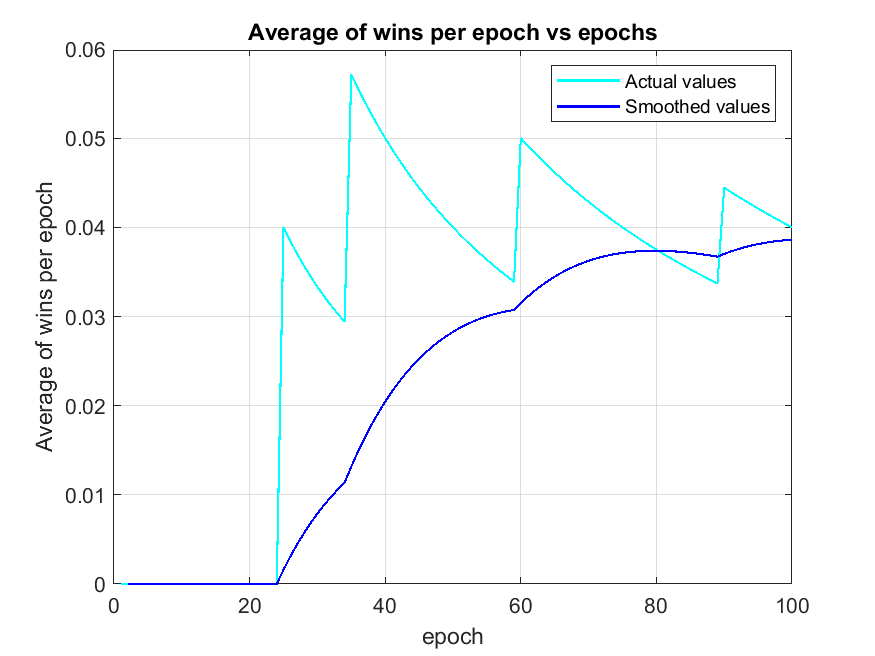 Average of wins per epoch vs epochs
Actual values
Smoothed values
Average of wins per epoch
0.06
0.05
0.04
0.03
0.02
0.01
0
0 20 40 60 80 100
epoch